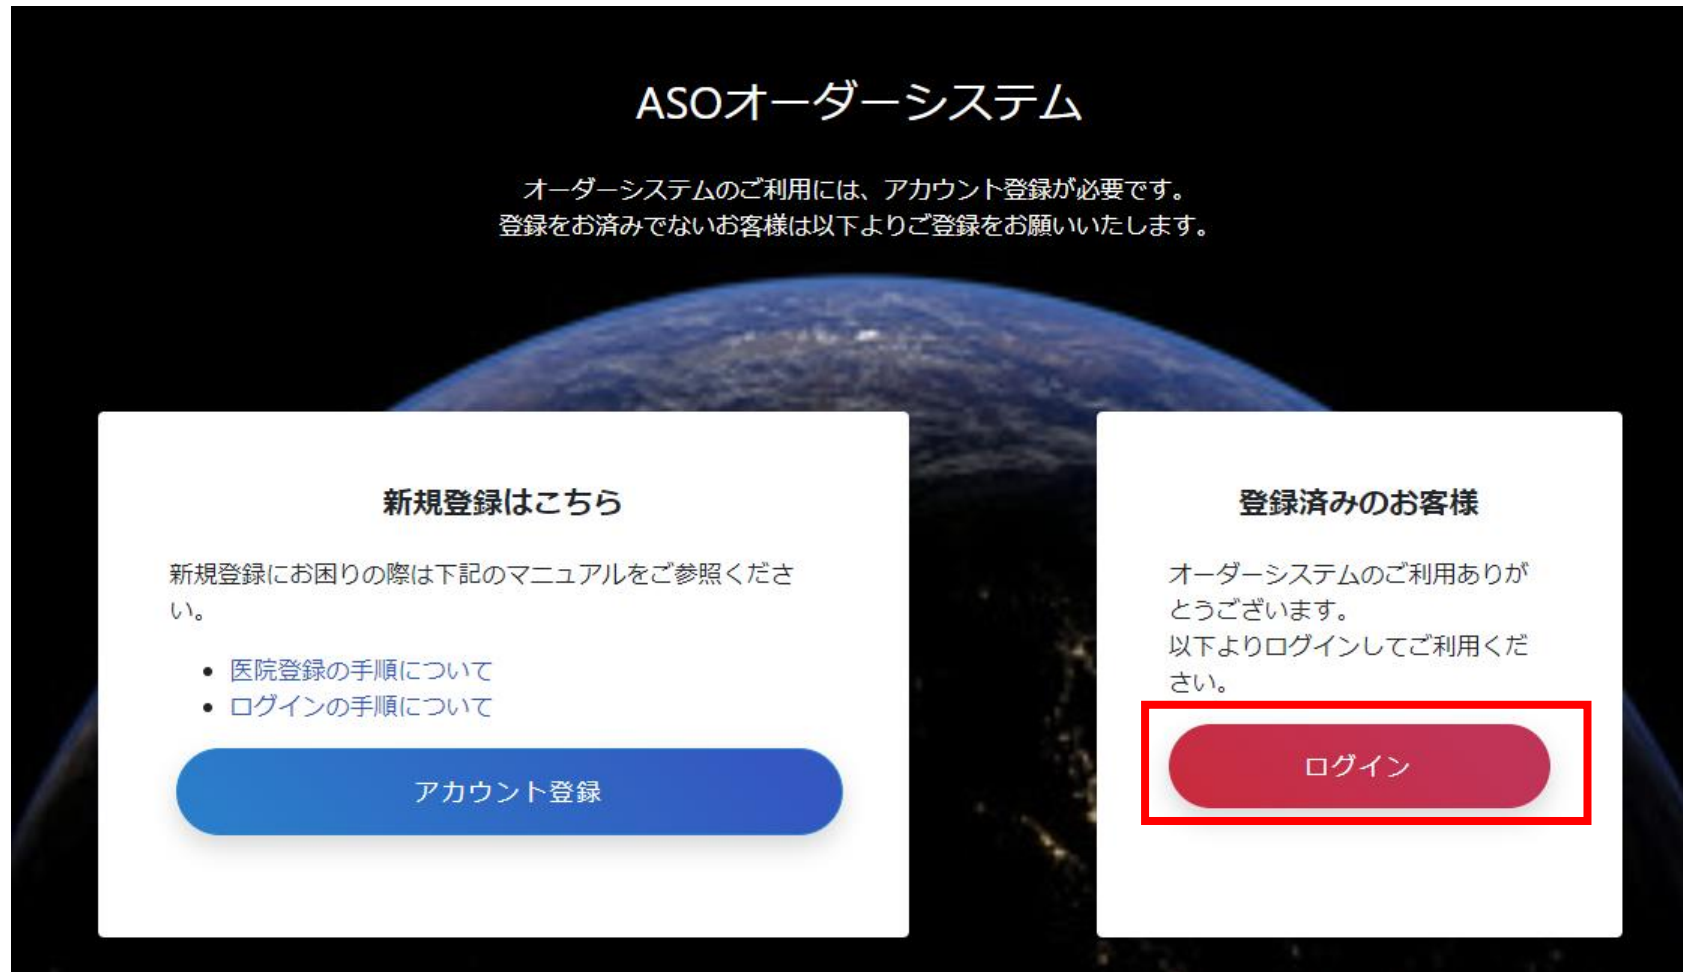 ASOオーダーシステム
オーダーシステムのご利用には、アカウント登録が必要です。
登録をお済みでないお客様は以下よりご登録をお願いいたします。
新規登録はこちら
新規登録にお困りの際は下記のマニュアルをご参照くださ
い。
医院登録の手順について
ログインの手順について
アカウント登録
登録済みのお客様
オーダーシステムのご利用ありが
とうございます。
以下よりログインしてご利用くだ
さい。
ログイン